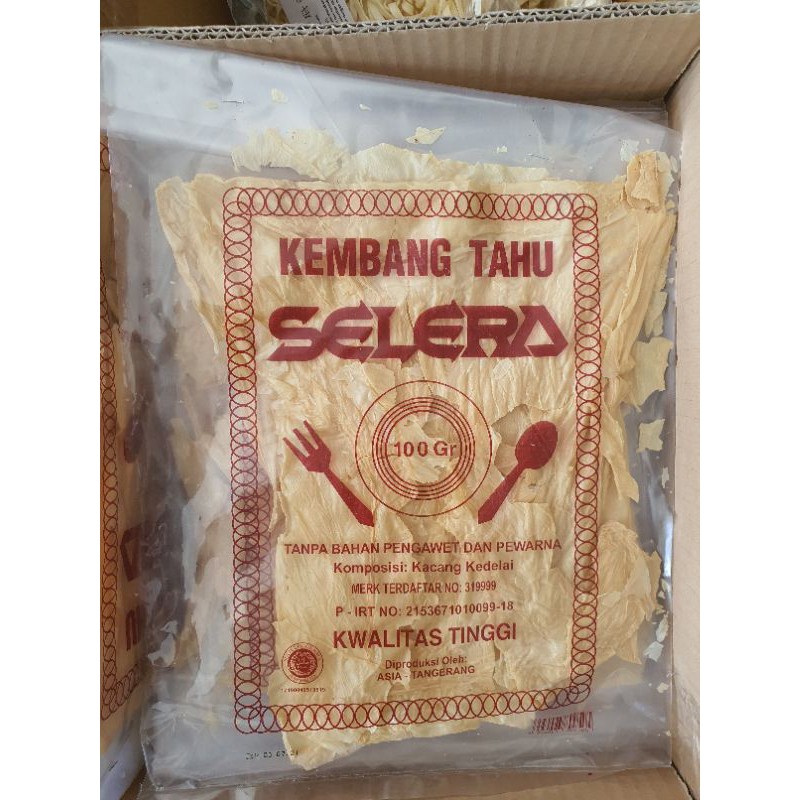 KEMBANG TAHU
SELERA
100 Gr
TANPA BAHAN PENGAWET DAN PEWARNA
Komposisi: Kacang Kedelai
MERK TERDAFTAR NO: 319999
P - IRT NO: 2153671010099-18
KWALITAS TINGGI
Diproduksi Oleh:
ASIA - TANGERANG